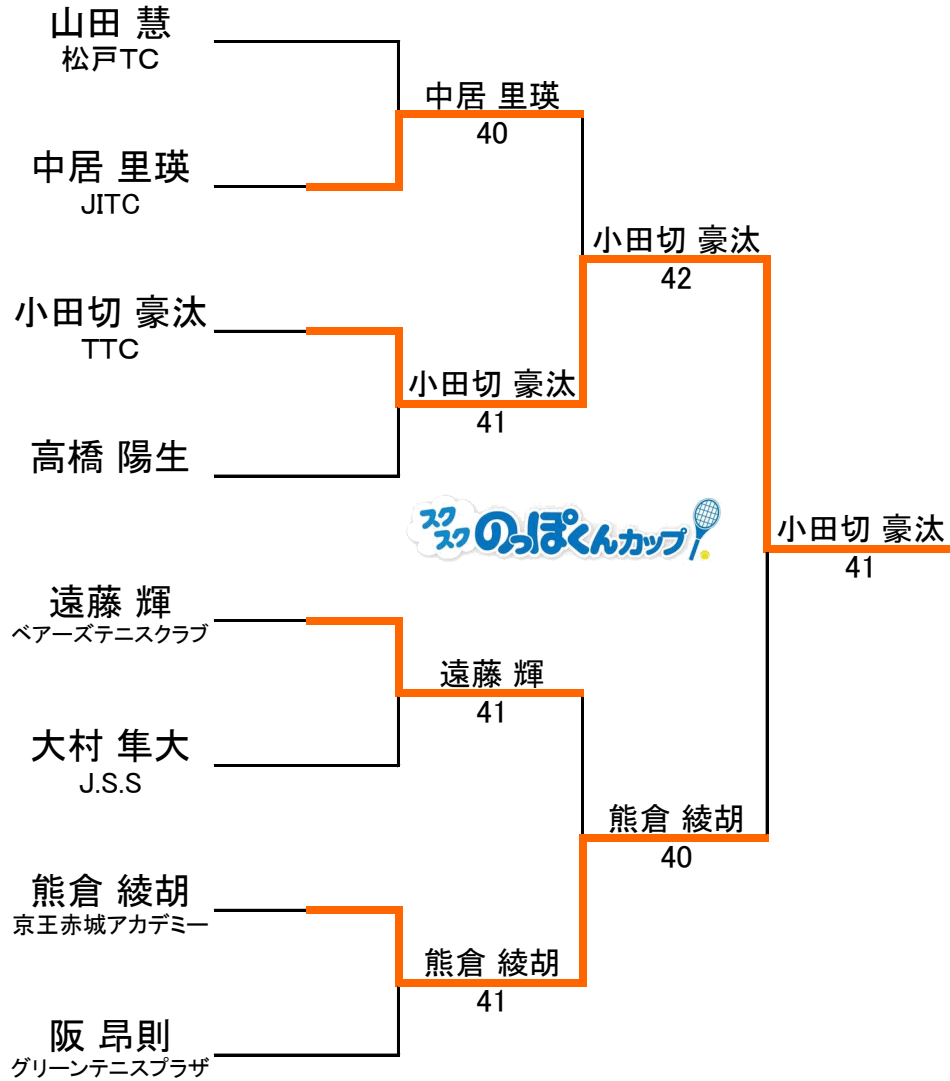 山田 慧
松戸TC
中居 里瑛
40
中居 里瑛
JITC
小田切 豪汰
42
小田切 豪汰
TTC
小田切 豪汰
41
高橋 陽生
スクスクのっぽくんカップ
小田切 豪汰
41
遠藤 輝
ベアーズテニスクラブ
遠藤 輝
41
大村 隼大
J.S.S
熊倉 綾胡
40
熊倉 綾胡
京王赤城アカデミー
熊倉 綾胡
41
阪 昂則
グリーンテニスプラザ